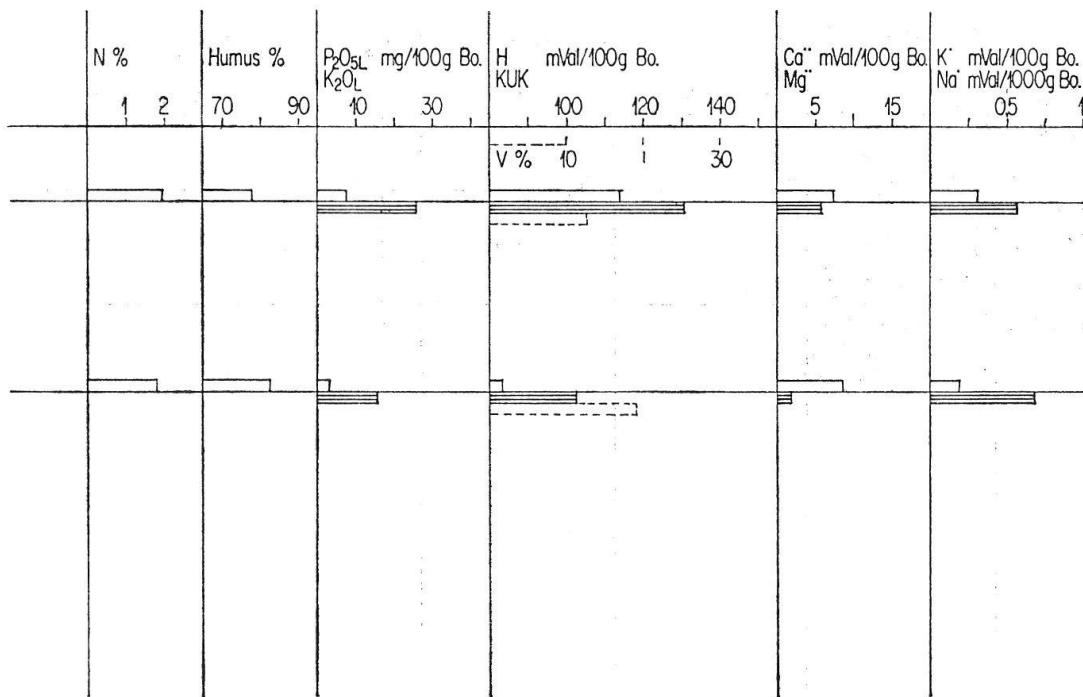 N %
1 2
Humus %
70 90
P2O5L mg/100g Bo.
K2OL
10 30
H mVal/100g Bo.
KUK
100 120 140
V % 10 30
Ca¨ mVal/100g Bo.
Mg¨
5 15
K˙ mVal/100g Bo.
Na˙ mVal/1000g Bo.
0,5 1